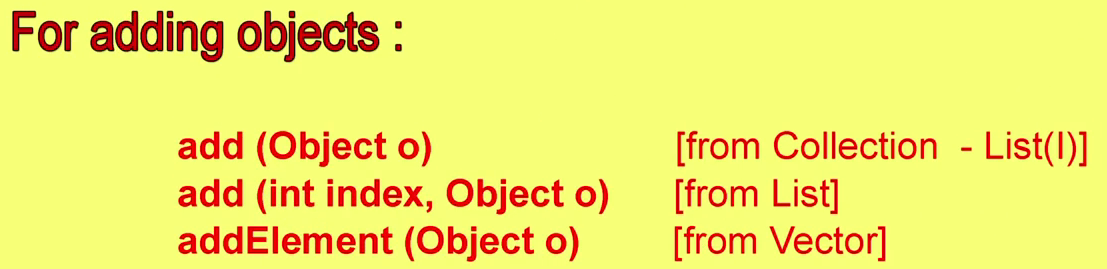 For adding objects :
add (Object o) [from Collection - List(I)]
add (int index, Object o) [from List]
addElement (Object o) [from Vector]